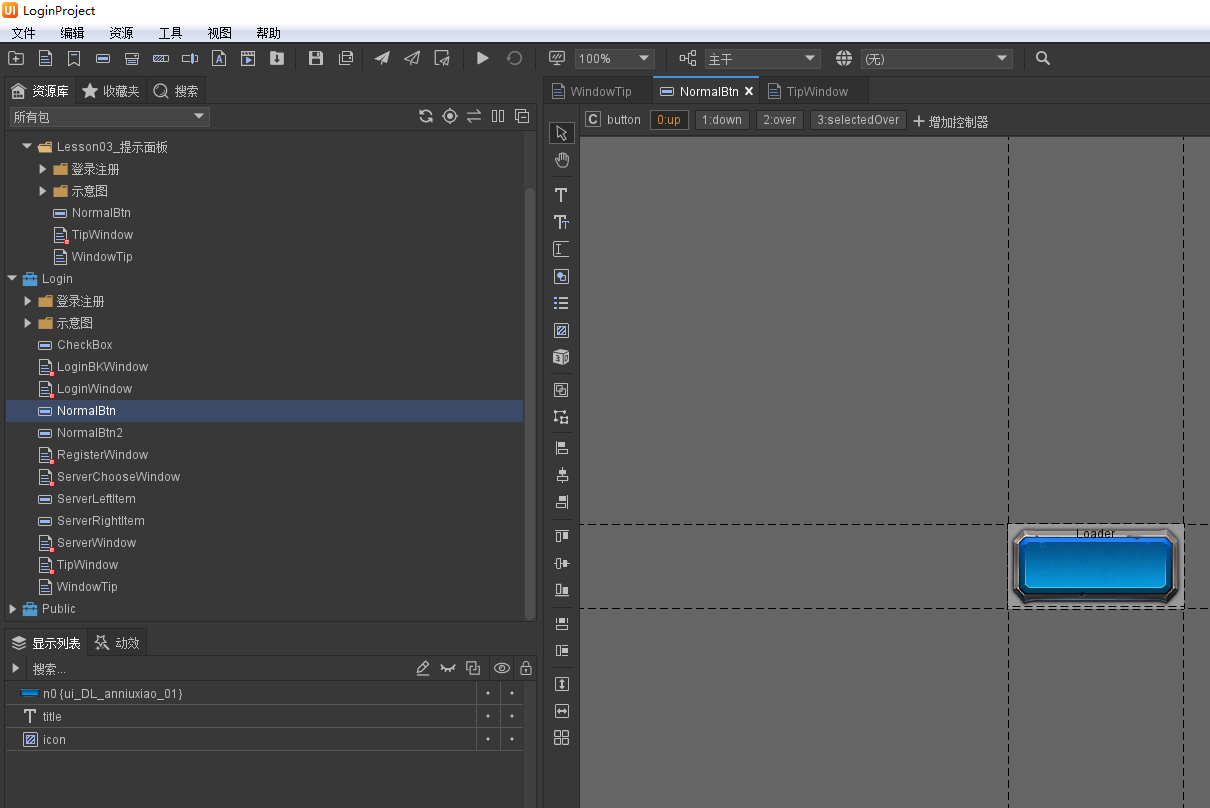 UI LoginProject
文件 编辑 资源 工具 视图 帮助
100% 主干 (无)
资源库 收藏夹 搜索
WindowTip NormalBtn TipWindow
所有包
C button 0:up 1:down 2:over 3:selectedOver 增加控制器
Lesson03_提示面板
登录注册
示意图
NormalBtn
TipWindow
WindowTip
Login
登录注册
示意图
CheckBox
LoginBKWindow
LoginWindow
NormalBtn
NormalBtn2
RegisterWindow
ServerChooseWindow
ServerLeftItem
ServerRightItem
ServerWindow
TipWindow
WindowTip
Public
Loader
显示列表 动效
搜索...
n0 {ui_DL_anniuxiao_01}
title
icon